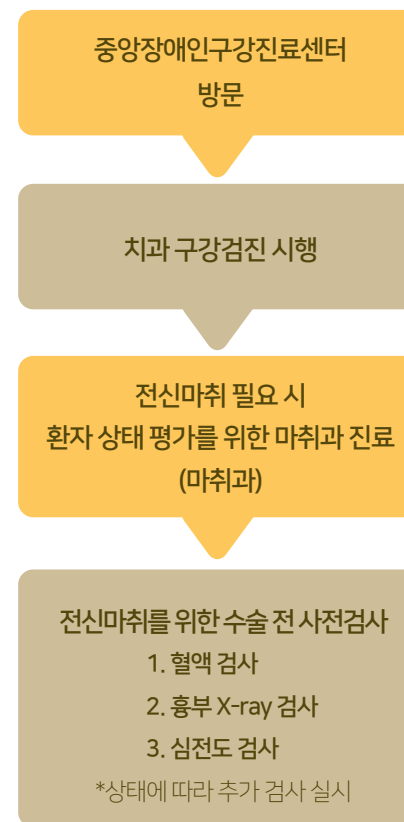 중앙장애인구강진료센터
방문
치과 구강검진 시행
전신마취 필요 시
환자 상태 평가를 위한 마취과 진료
(마취과)
전신마취를 위한 수술 전 사전검사
1. 혈액 검사
2. 흉부 X-ray 검사
3. 심전도 검사
*상태에 따라 추가 검사 실시